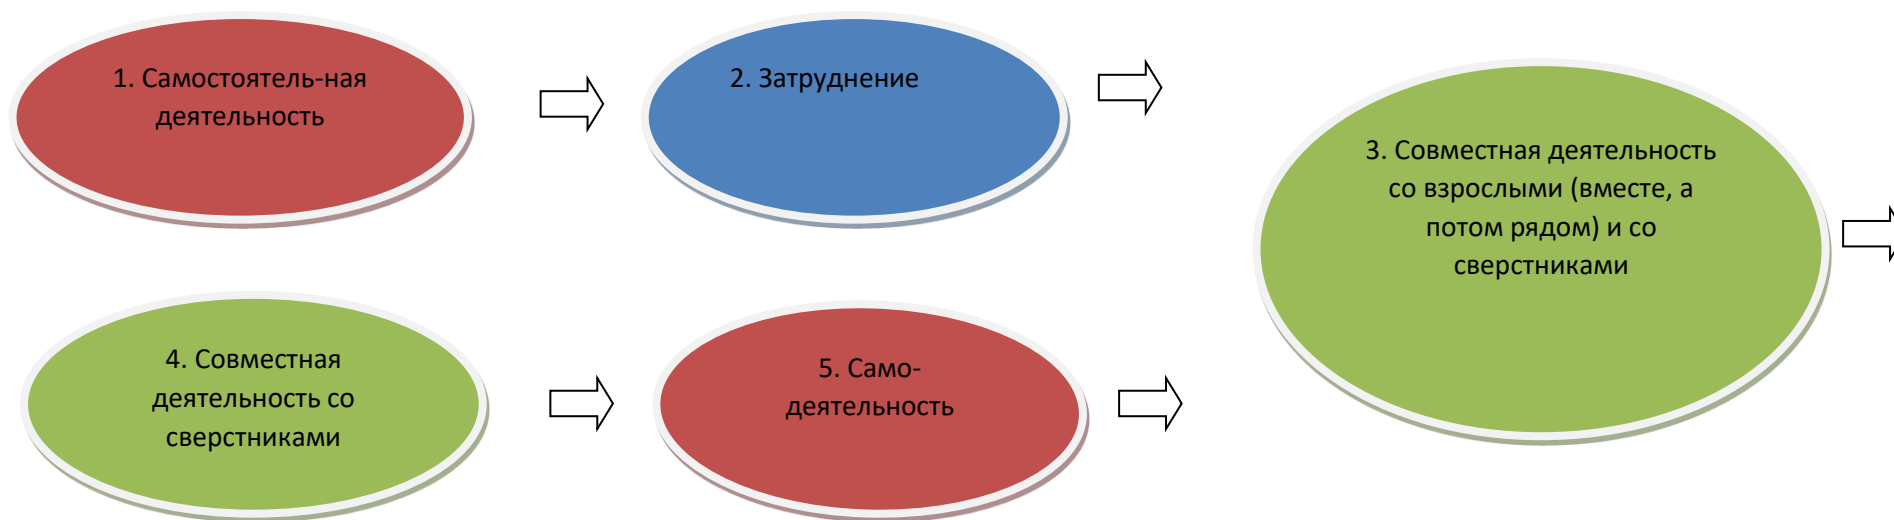 1. Самостоятель-ная
деятельность
2. Затруднение
3. Совместная деятельность
со взрослыми (вместе, а
потом рядом) и со
сверстниками
4. Совместная
деятельность со
сверстниками
5. Само-
деятельность